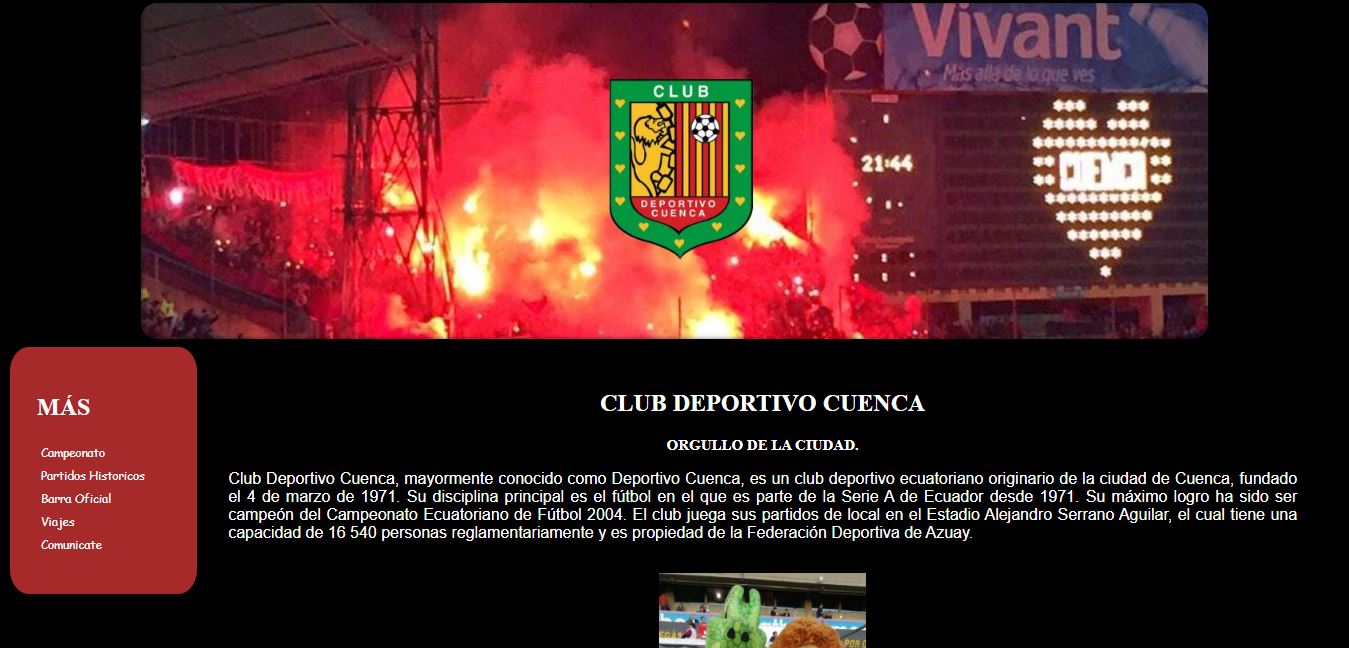 Vivant
Más allá de lo que ves
CLUB
DEPORTIVO
CUENCA
21:44
CUENCA
MÁS
Campeonato
Partidos Historicos
Barra Oficial
Viajes
Comunicate
CLUB DEPORTIVO CUENCA
ORGULLO DE LA CIUDAD.
Club Deportivo Cuenca, mayormente conocido como Deportivo Cuenca, es un club deportivo ecuatoriano originario de la ciudad de Cuenca, fundado
el 4 de marzo de 1971. Su disciplina principal es el fútbol en el que es parte de la Serie A de Ecuador desde 1971. Su máximo logro ha sido ser
campeón del Campeonato Ecuatoriano de Fútbol 2004. El club juega sus partidos de local en el Estadio Alejandro Serrano Aguilar, el cual tiene una
capacidad de 16 540 personas reglamentariamente y es propiedad de la Federación Deportiva de Azuay.